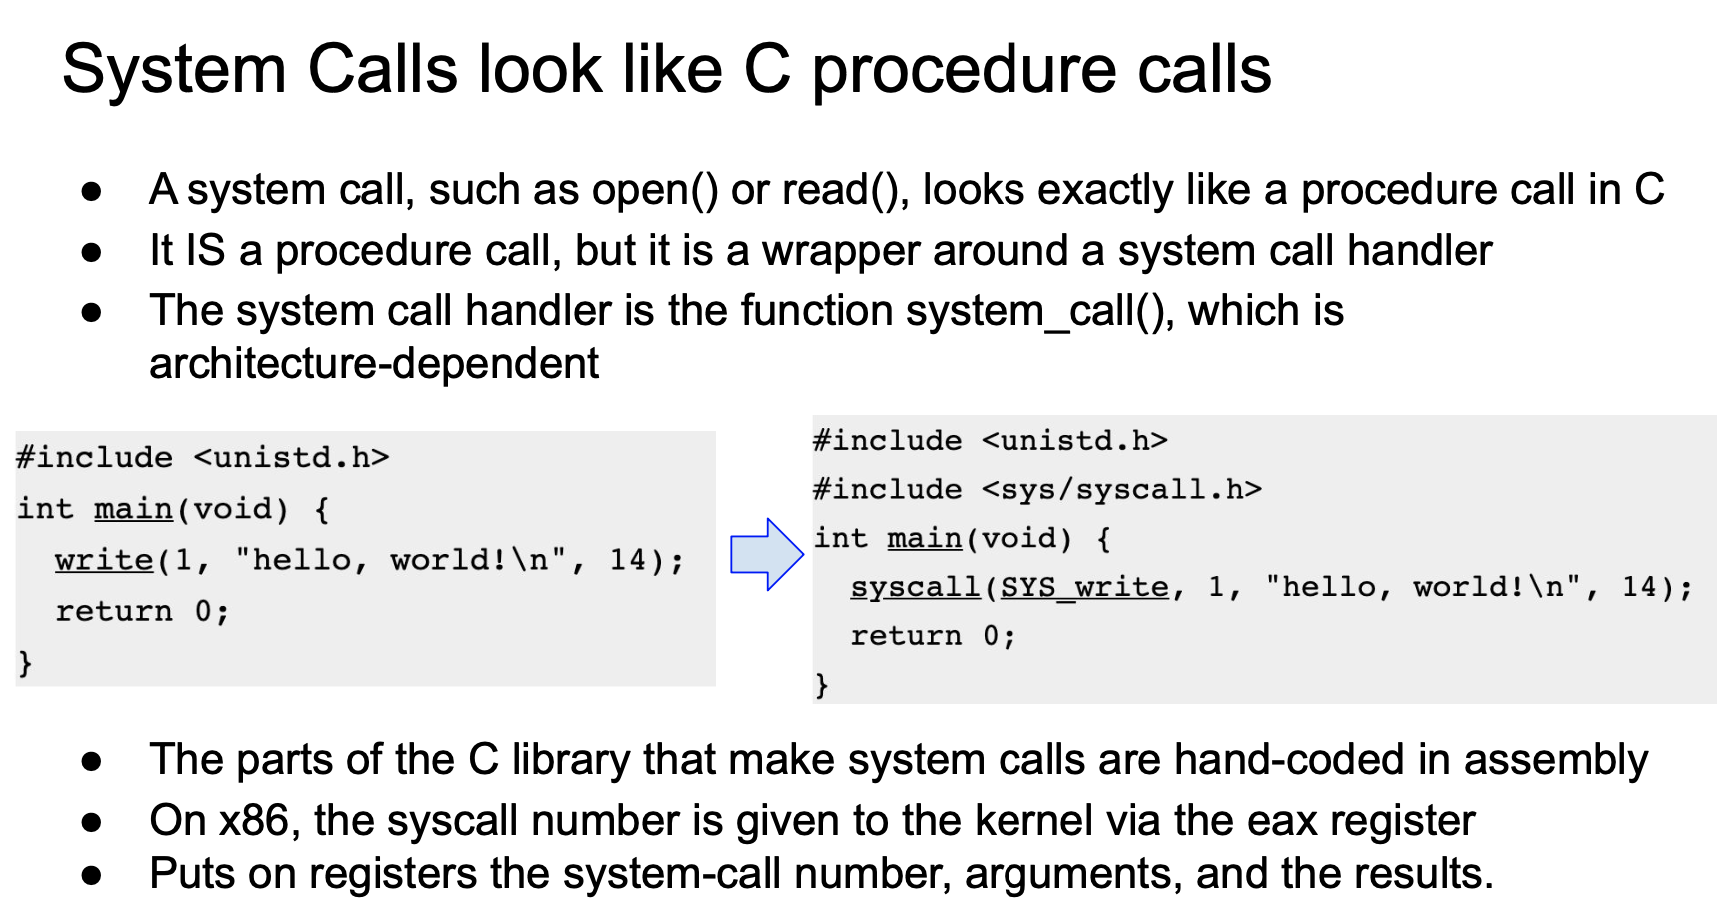 System Calls look like C procedure calls
● A system call, such as open() or read(), looks exactly like a procedure call in C
● It IS a procedure call, but it is a wrapper around a system call handler
● The system call handler is the function system_call(), which is
architecture-dependent
#include <unistd.h>
int main(void) {
  write(1, "hello, world!\n", 14);
  return 0;
}
#include <unistd.h>
#include <sys/syscall.h>
int main(void) {
  syscall(SYS_write, 1, "hello, world!\n", 14);
  return 0;
}
● The parts of the C library that make system calls are hand-coded in assembly
● On x86, the syscall number is given to the kernel via the eax register
● Puts on registers the system-call number, arguments, and the results.